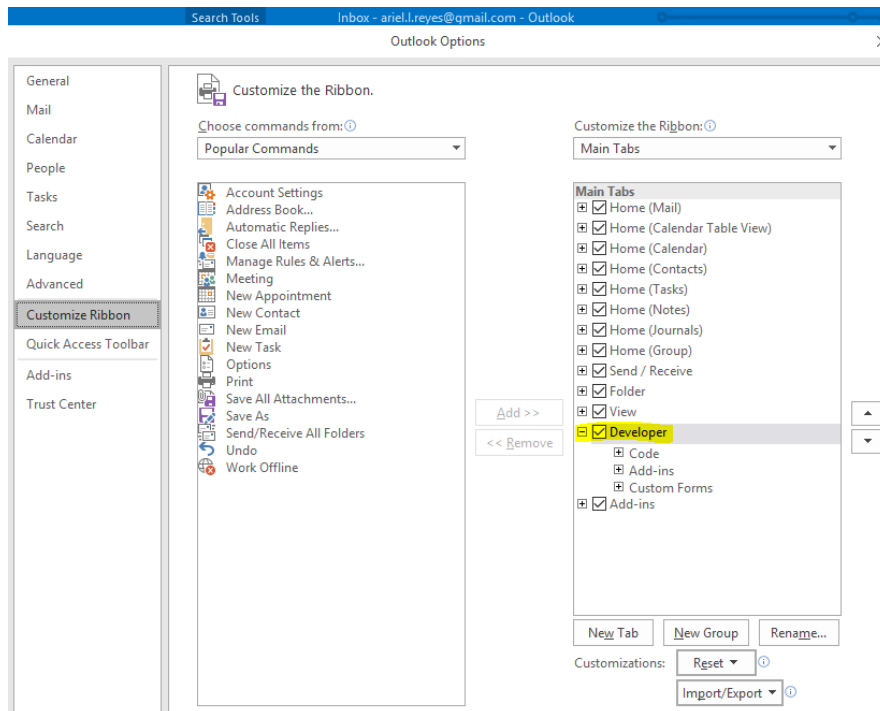 Search Tools
Inbox - ariel.l.reyes@gmail.com - Outlook
Outlook Options
General
Mail
Calendar
People
Tasks
Search
Language
Advanced
Customize Ribbon
Quick Access Toolbar
Add-ins
Trust Center
Customize the Ribbon.
Choose commands from:
Popular Commands
Account Settings
Address Book...
Automatic Replies...
Close All Items
Manage Rules & Alerts...
Meeting
New Appointment
New Contact
New Email
New Task
Options
Print
Save All Attachments...
Save As
Send/Receive All Folders
Undo
Work Offline
Add >>
<< Remove
Customize the Ribbon:
Main Tabs
Main Tabs
Home (Mail)
Home (Calendar Table View)
Home (Calendar)
Home (Contacts)
Home (Tasks)
Home (Notes)
Home (Journals)
Home (Group)
Send / Receive
Folder
View
Developer
Code
Add-ins
Custom Forms
Add-ins
New Tab
New Group
Rename...
Customizations:
Reset
Import/Export